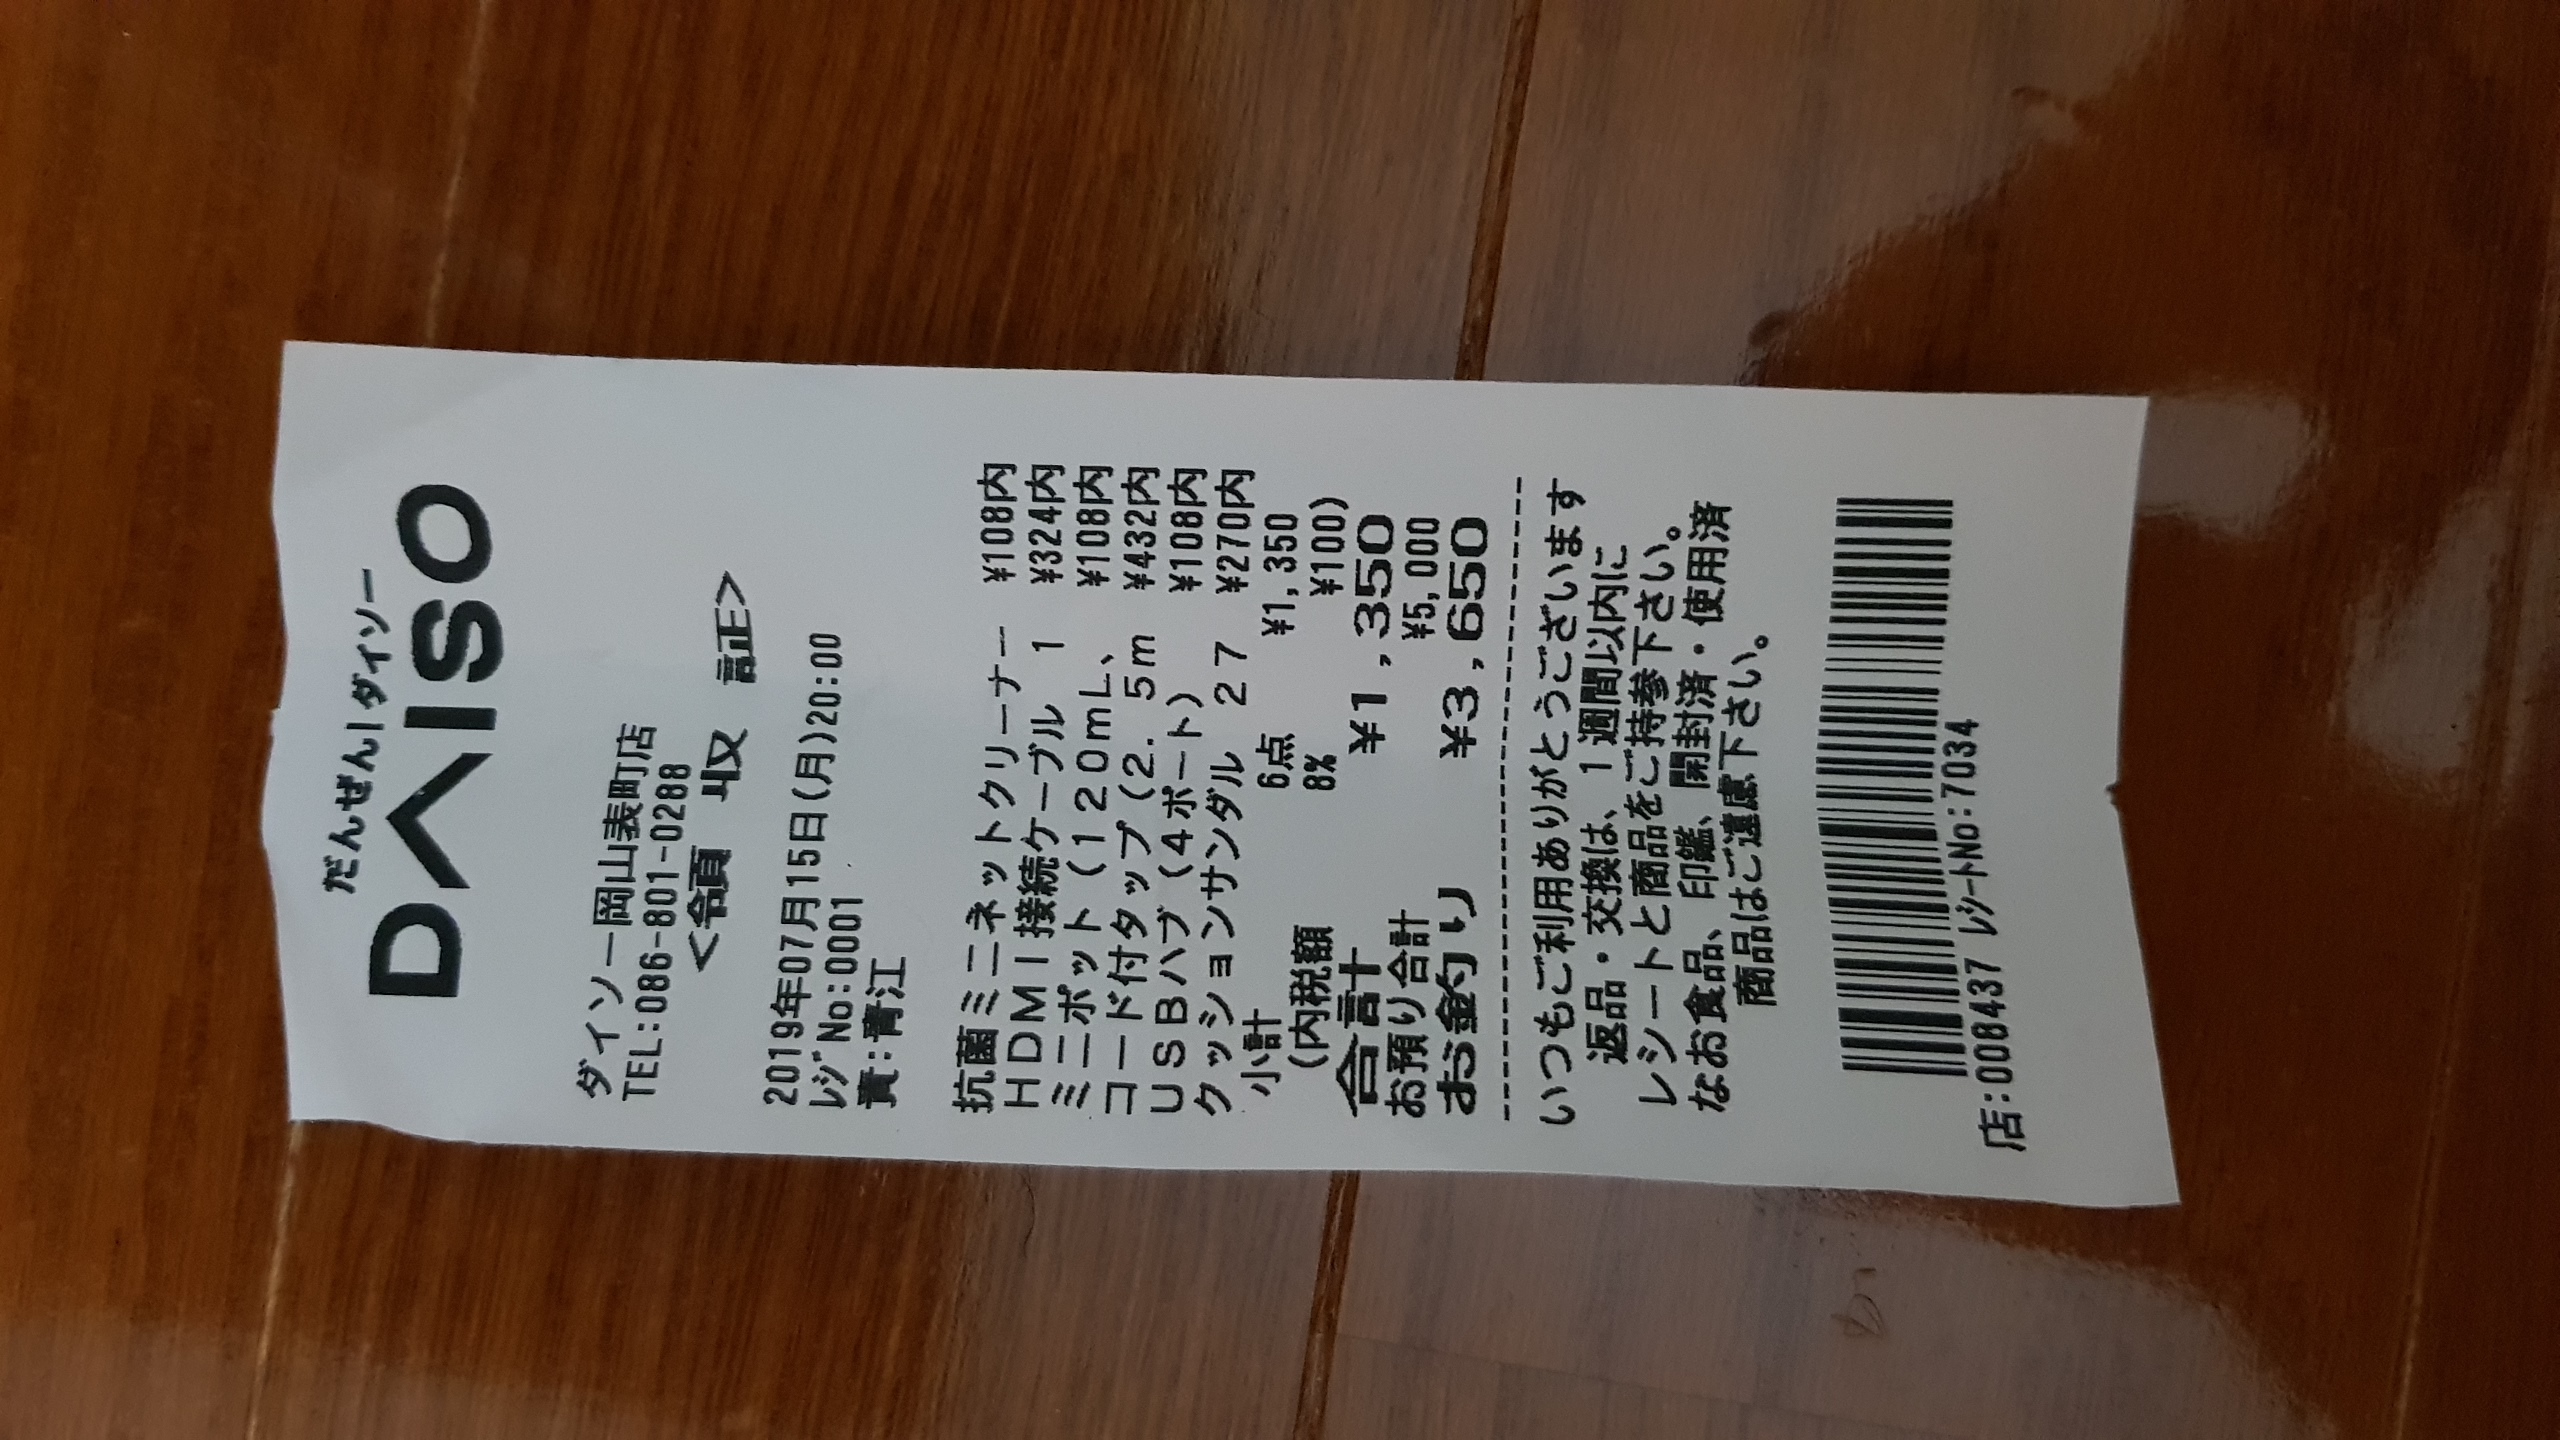 だんぜん！ダイソー
DAISO
ダイソー岡山表町店
TEL:086-801-0288
<領 収 証>
2019年07月15日(月)20:00
ﾚｼﾞNo:0001
責:青江
抗菌ミニネットクリーナー ¥108内
HDMI接続ケーブル 1 ¥324内
ミニポット(120mL、 ¥108内
コード付タップ(2.5m ¥432内
USBハブ(4ポート) ¥108内
クッションサンダル 27 ¥270内
小計 6点 ¥1,350
(内税額 8% ¥100)
合計 ¥1,350
お預り合計 ¥5,000
お釣り ¥3,650
いつもご利用ありがとうございます
返品・交換は、1週間以内に
レシートと商品をご持参下さい。
なお食品、印鑑、開封済・使用済
商品はご遠慮下さい。
店:008437 ﾚｼｰﾄNo:7034